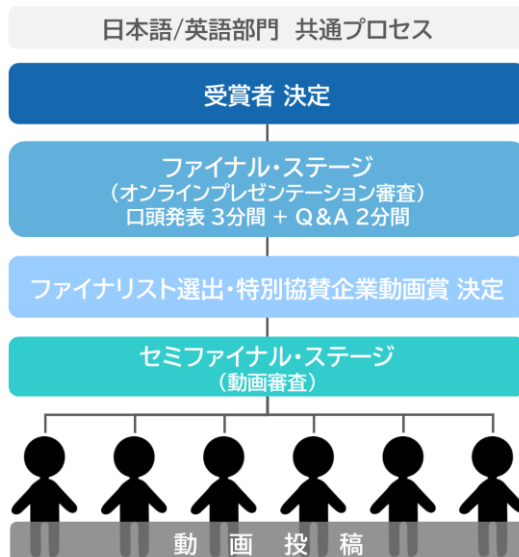 日本語/英語部門 共通プロセス
受賞者 決定
ファイナル・ステージ
(オンラインプレゼンテーション審査)
口頭発表 3分間 + Q&A 2分間
ファイナリスト選出・特別協賛企業動画賞 決定
セミファイナル・ステージ
(動画審査)
動画投稿